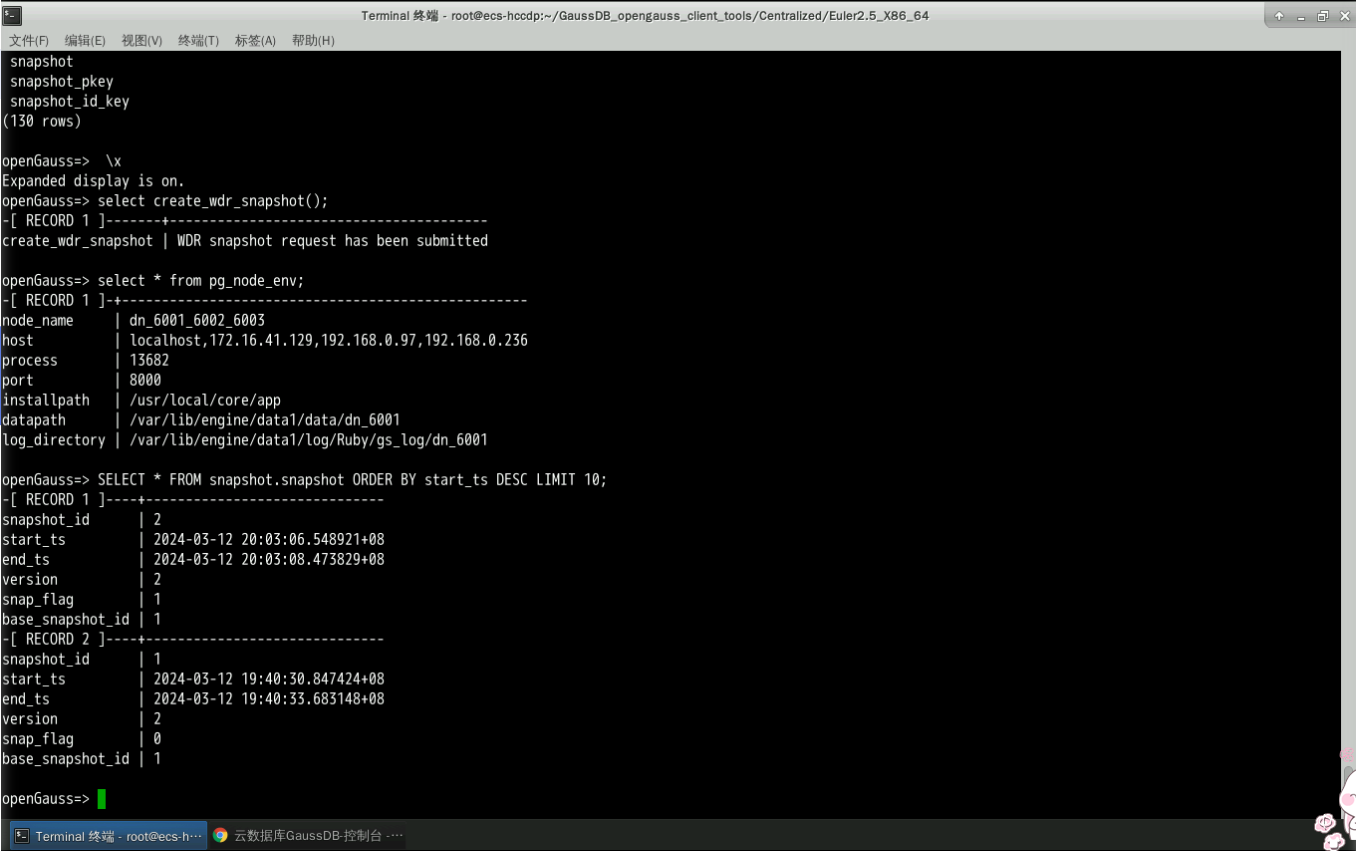 Terminal 终端 - root@ecs-hccdp:~/GaussDB_opengauss_client_tools/Centralized/Euler2.5_X86_64
文件(F) 编辑(E) 视图(V) 终端(T) 标签(A) 帮助(H)
snapshot
snapshot_pkey
snapshot_id_key
(130 rows)
openGauss=>  \x
Expanded display is on.
openGauss=> select create_wdr_snapshot();
-[ RECORD 1 ]-------+----------------------------------------
create_wdr_snapshot | WDR snapshot request has been submitted
openGauss=> select * from pg_node_env;
-[ RECORD 1 ]-+---------------------------------------------------
node_name     | dn_6001_6002_6003
host          | localhost,172.16.41.129,192.168.0.97,192.168.0.236
process       | 13682
port          | 8000
installpath   | /usr/local/core/app
datapath      | /var/lib/engine/data1/data/dn_6001
log_directory | /var/lib/engine/data1/log/Ruby/gs_log/dn_6001
openGauss=> SELECT * FROM snapshot.snapshot ORDER BY start_ts DESC LIMIT 10;
-[ RECORD 1 ]----+------------------------------
snapshot_id      | 2
start_ts         | 2024-03-12 20:03:06.548921+08
end_ts           | 2024-03-12 20:03:08.473829+08
version          | 2
snap_flag        | 1
base_snapshot_id | 1
-[ RECORD 2 ]----+------------------------------
snapshot_id      | 1
start_ts         | 2024-03-12 19:40:30.847424+08
end_ts           | 2024-03-12 19:40:33.683148+08
version          | 2
snap_flag        | 0
base_snapshot_id | 1
openGauss=>
Terminal 终端 - root@ecs-h··· 云数据库GaussDB-控制台 -···